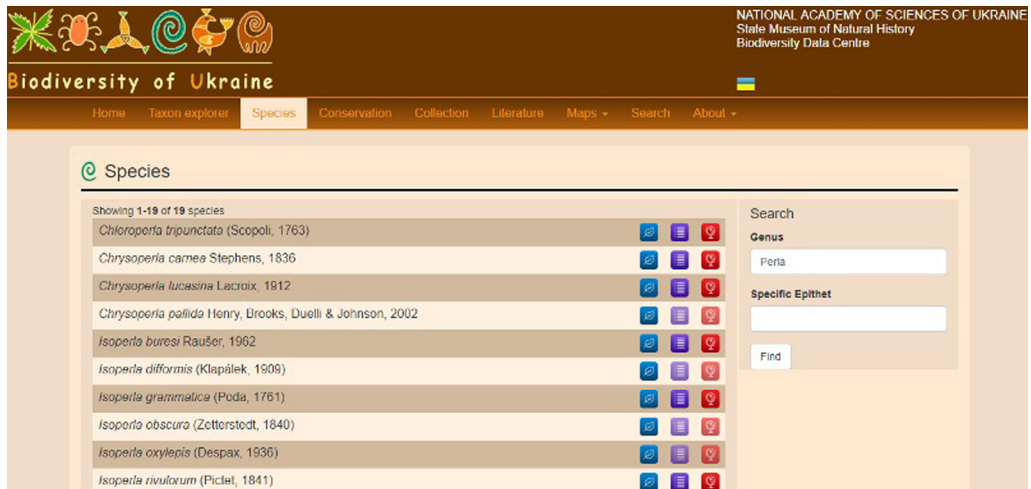 NATIONAL ACADEMY OF SCIENCES OF UKRAINE
State Museum of Natural History
Biodiversity Data Centre
Biodiversity of Ukraine
Home Taxon explorer Species Conservation Collection Literature Maps Search About
Species
Showing 1-19 of 19 species
Chloroperla tripunctata (Scopoli, 1763)
Chrysoperla carnea Stephens, 1836
Chrysoperla lucasina Lacroix, 1912
Chrysoperla pallida Henry, Brooks, Duelli & Johnson, 2002
Isoperla buresi Raušer, 1962
Isoperla difformis (Klapálek, 1909)
Isoperla grammatica (Poda, 1761)
Isoperla obscura (Zetterstedt, 1840)
Isoperla oxylepis (Despax, 1936)
Isoperla rivulorum (Pictet, 1841)
Search
Genus
Perla
Specific Epithet
Find